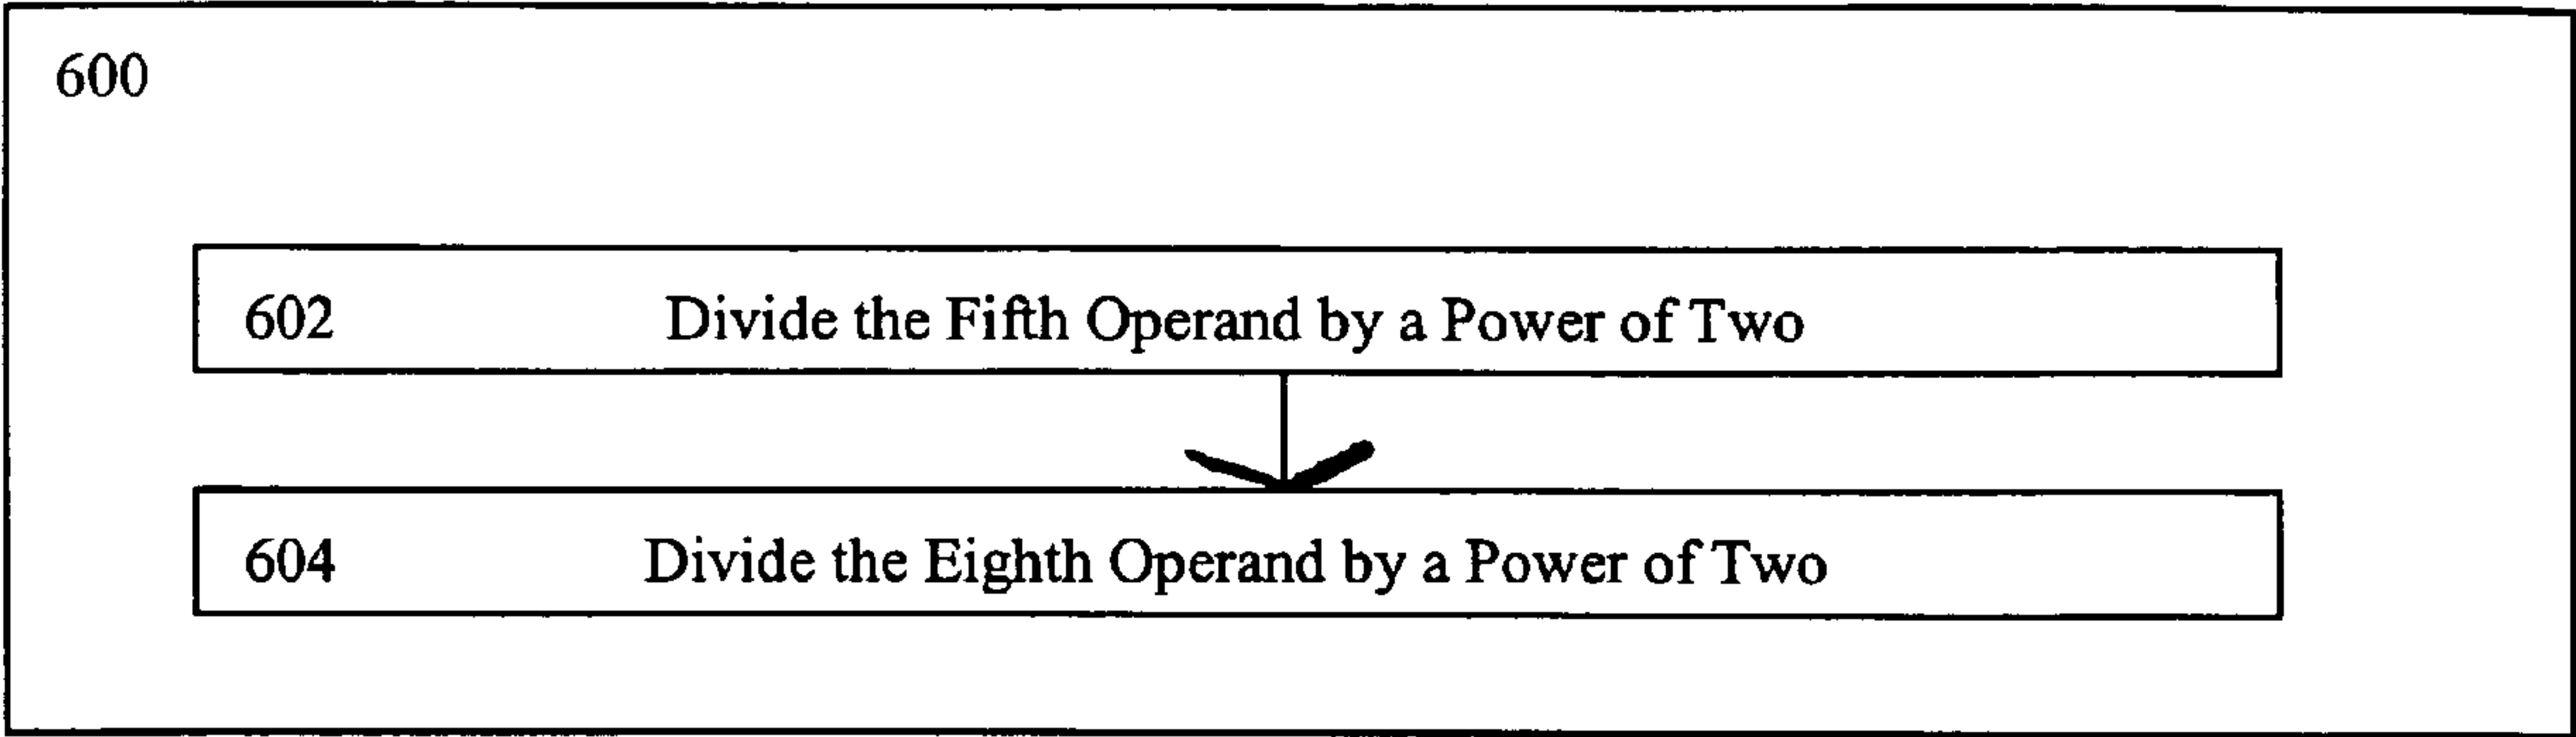 600
602 Divide the Fifth Operand by a Power of Two
604 Divide the Eighth Operand by a Power of Two